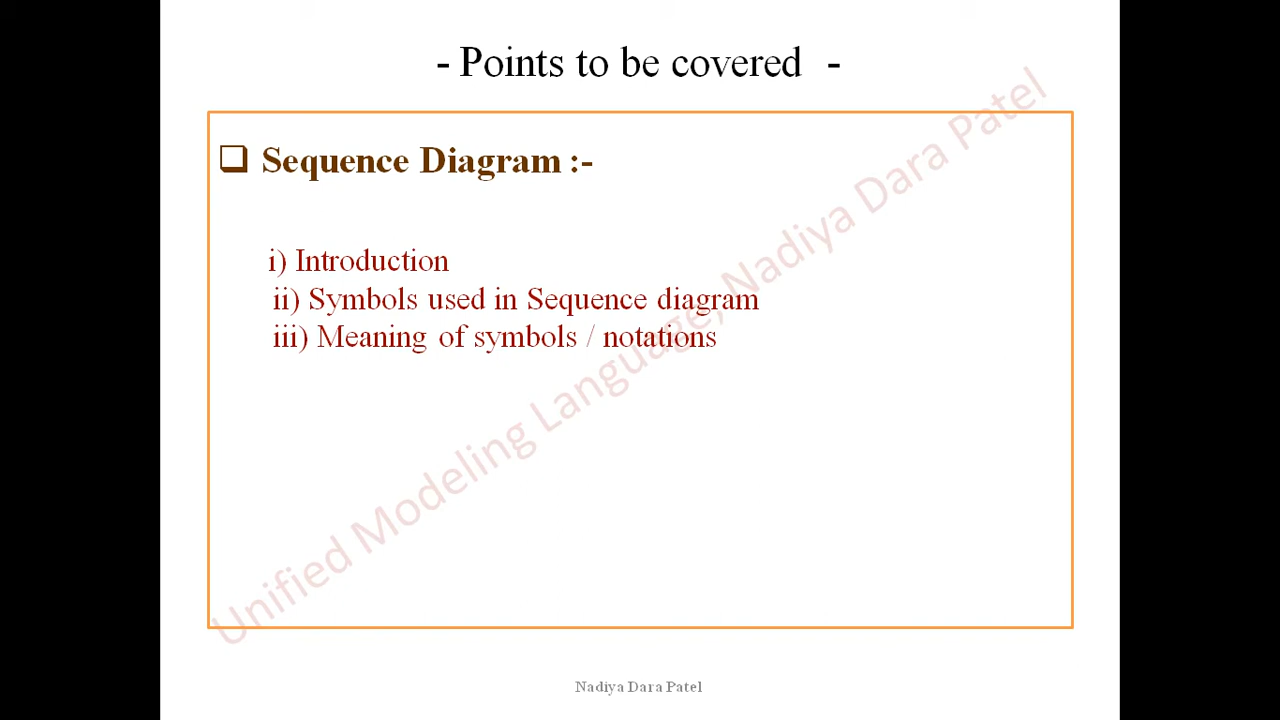 - Points to be covered -
❑ Sequence Diagram :-
i) Introduction
ii) Symbols used in Sequence diagram
iii) Meaning of symbols / notations
Unified Modeling Language, Nadiya Dara Patel
Nadiya Dara Patel